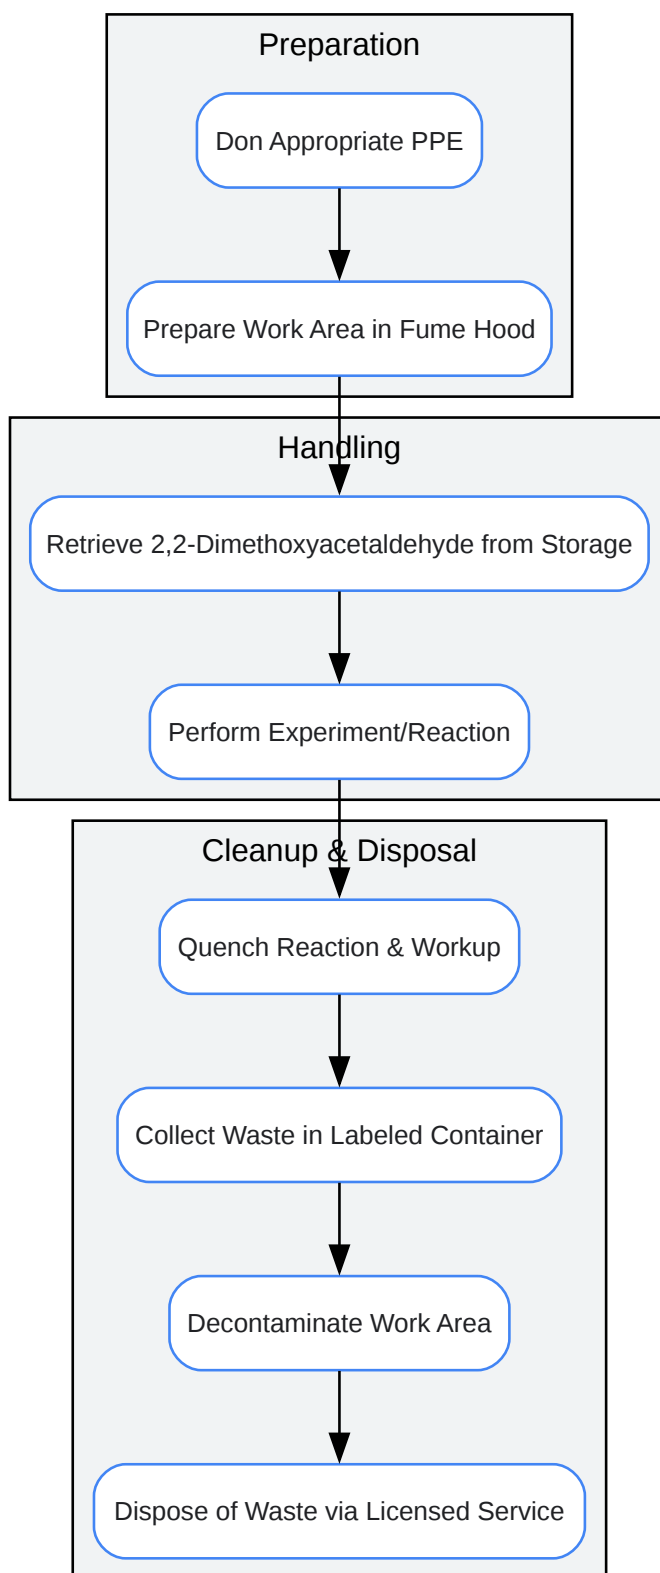 Preparation
Don Appropriate PPE
Prepare Work Area in Fume Hood
Handling
Retrieve 2,2-Dimethoxyacetaldehyde from Storage
Perform Experiment/Reaction
Cleanup & Disposal
Quench Reaction & Workup
Collect Waste in Labeled Container
Decontaminate Work Area
Dispose of Waste via Licensed Service